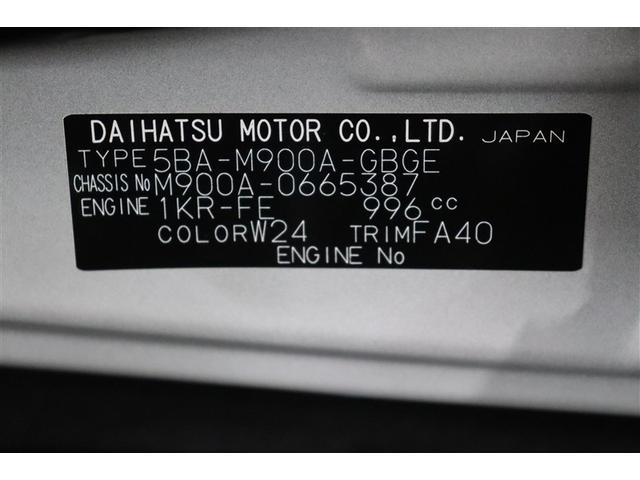 DAIHATSU MOTOR CO.,LTD. JAPAN
TYPE 5BA-M900A-GBGE
CHASSIS No M900A-0665387
ENGINE 1KR-FE 996 cc
COLOR W24 TRIM FA40
ENGINE No